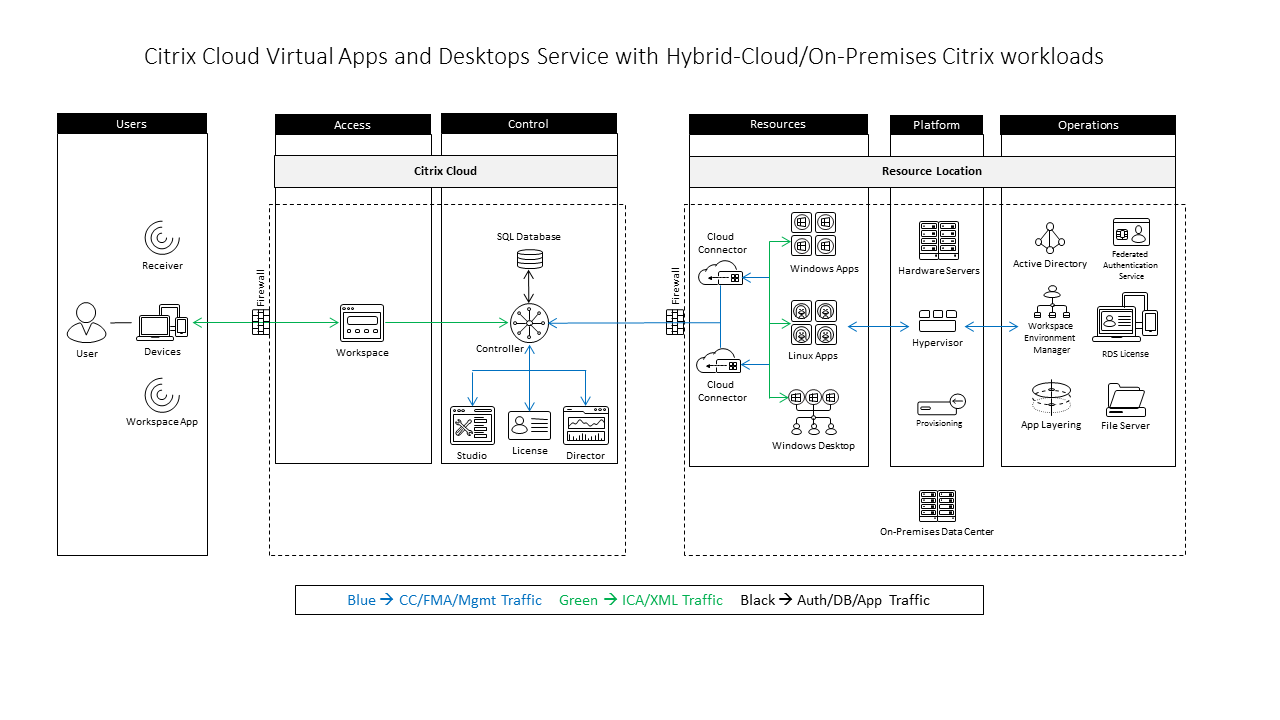 Citrix Cloud Virtual Apps and Desktops Service with Hybrid-Cloud/On-Premises Citrix workloads
Users
Access
Control
Resources
Platform
Operations
Citrix Cloud
Resource Location
Receiver
User
Devices
Workspace App
Firewall
Workspace
SQL Database
Controller
Studio
License
Director
Firewall
Cloud
Connector
Cloud
Connector
Windows Apps
Linux Apps
Windows Desktop
Hardware Servers
Hypervisor
Provisioning
Active Directory
Federated
Authentication
Service
Workspace
Environment
Manager
RDS License
App Layering
File Server
On-Premises Data Center
Blue → CC/FMA/Mgmt Traffic Green → ICA/XML Traffic Black → Auth/DB/App Traffic